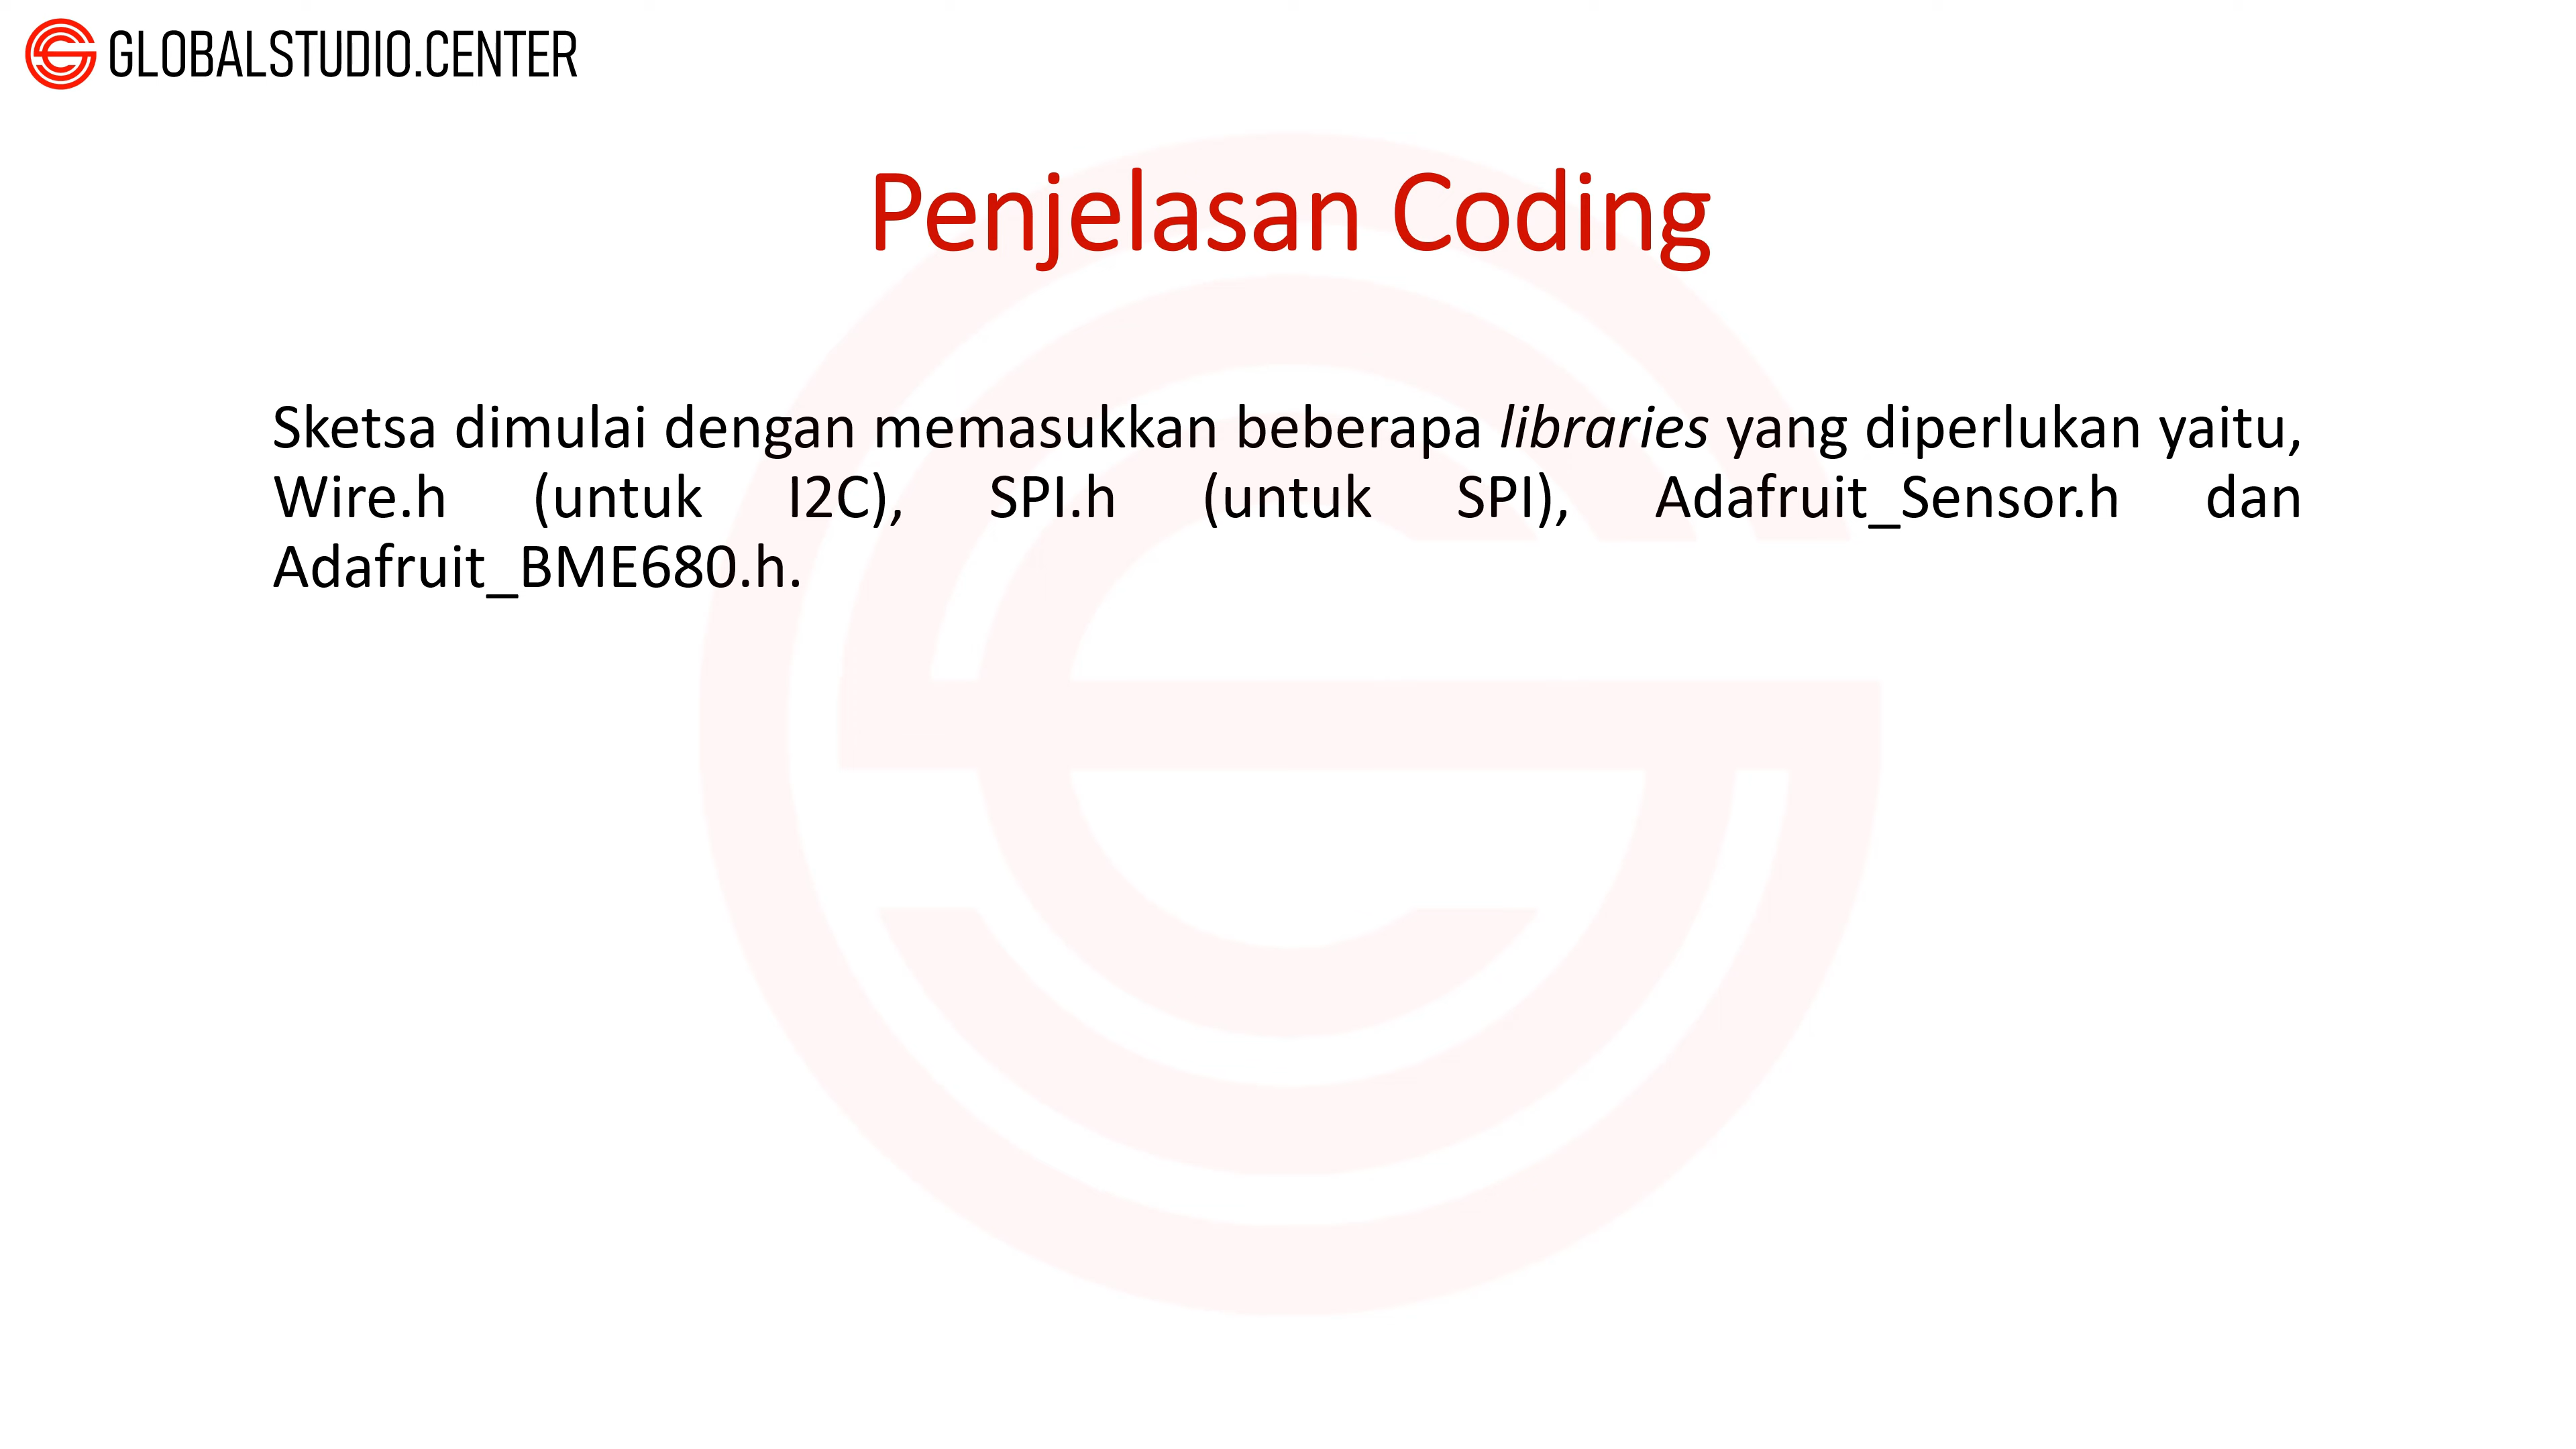 GLOBALSTUDIO.CENTER
Penjelasan Coding
Sketsa dimulai dengan memasukkan beberapa libraries yang diperlukan yaitu,
Wire.h (untuk I2C), SPI.h (untuk SPI), Adafruit_Sensor.h dan
Adafruit_BME680.h.